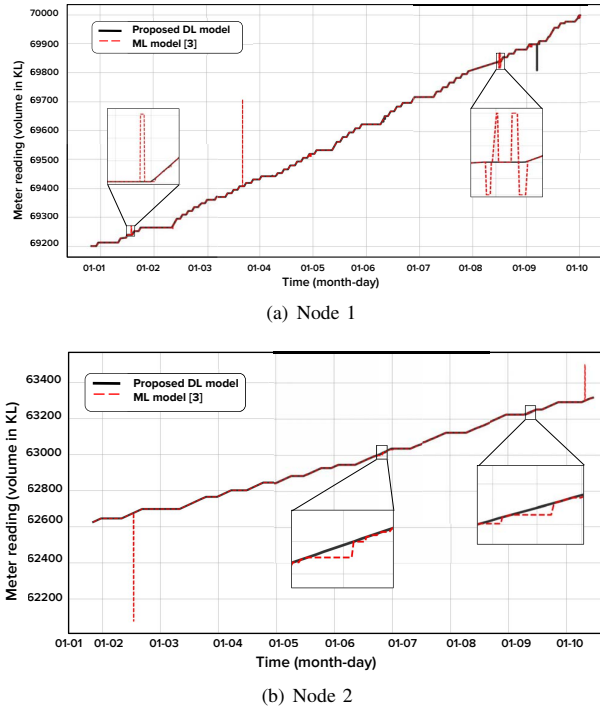 70000
69900
69800
69700
69600
69500
69400
69300
69200
Meter reading (volume in KL)
Proposed DL model
ML model [3]
01-01 01-02 01-03 01-04 01-05 01-06 01-07 01-08 01-09 01-10
Time (month-day)
(a) Node 1
63400
63200
63000
62800
62600
62400
62200
Meter reading (volume in KL)
Proposed DL model
ML model [3]
01-01 01-02 01-03 01-04 01-05 01-06 01-07 01-08 01-09 01-10
Time (month-day)
(b) Node 2